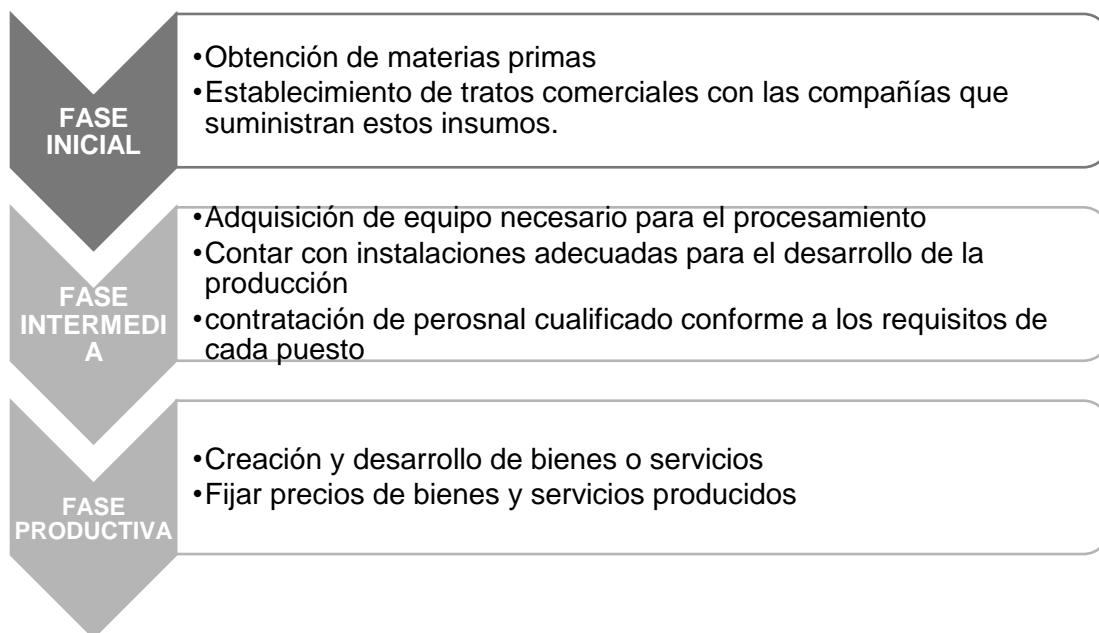 FASE
INICIAL
•Obtención de materias primas
•Establecimiento de tratos comerciales con las compañías que
suministran estos insumos.
FASE
INTERMEDI
A
•Adquisición de equipo necesario para el procesamiento
•Contar con instalaciones adecuadas para el desarrollo de la
producción
•contratación de perosnal cualificado conforme a los requisitos de
cada puesto
FASE
PRODUCTIVA
•Creación y desarrollo de bienes o servicios
•Fijar precios de bienes y servicios producidos